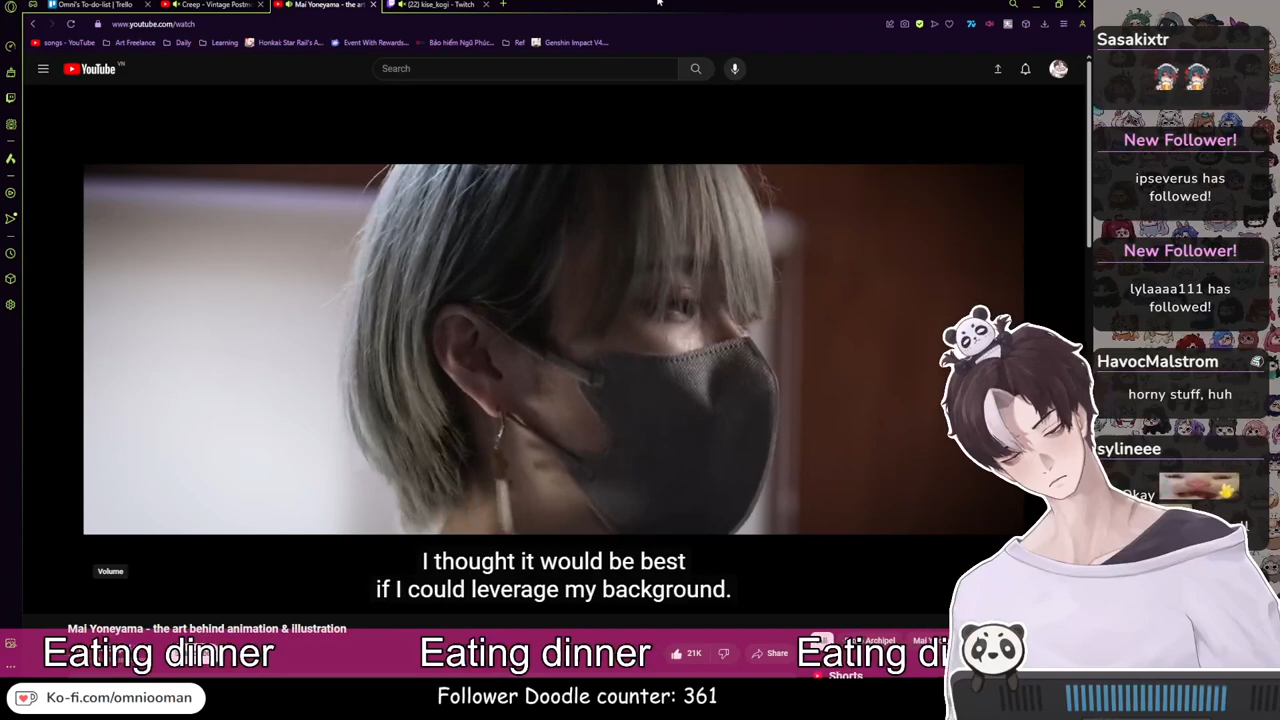 Omni's To-do-list | Trello
Creep - Vintage Postm
Mai Yoneyama - the art
(22) kise_kogi - Twitch
www.youtube.com/watch
songs - YouTube
Art Freelance
Daily
Learning
Honkai: Star Rail's A...
Event With Rewards...
Bảo hiểm Ngũ Phúc...
Ref
Genshin Impact V4...
YouTube VN
Search
I thought it would be best
if I could leverage my background.
Volume
Mai Yoneyama - the art behind animation & illustration
Archipel
Mai Y
21K
Share
Shorts
Eating dinner
Eating dinner
Eating di
Ko-fi.com/omniooman
Follower Doodle counter: 361
Sasakixtr
New Follower!
ipseverus has
followed!
New Follower!
lylaaaa111 has
followed!
HavocMalstrom
horny stuff, huh
sylineee
Okay